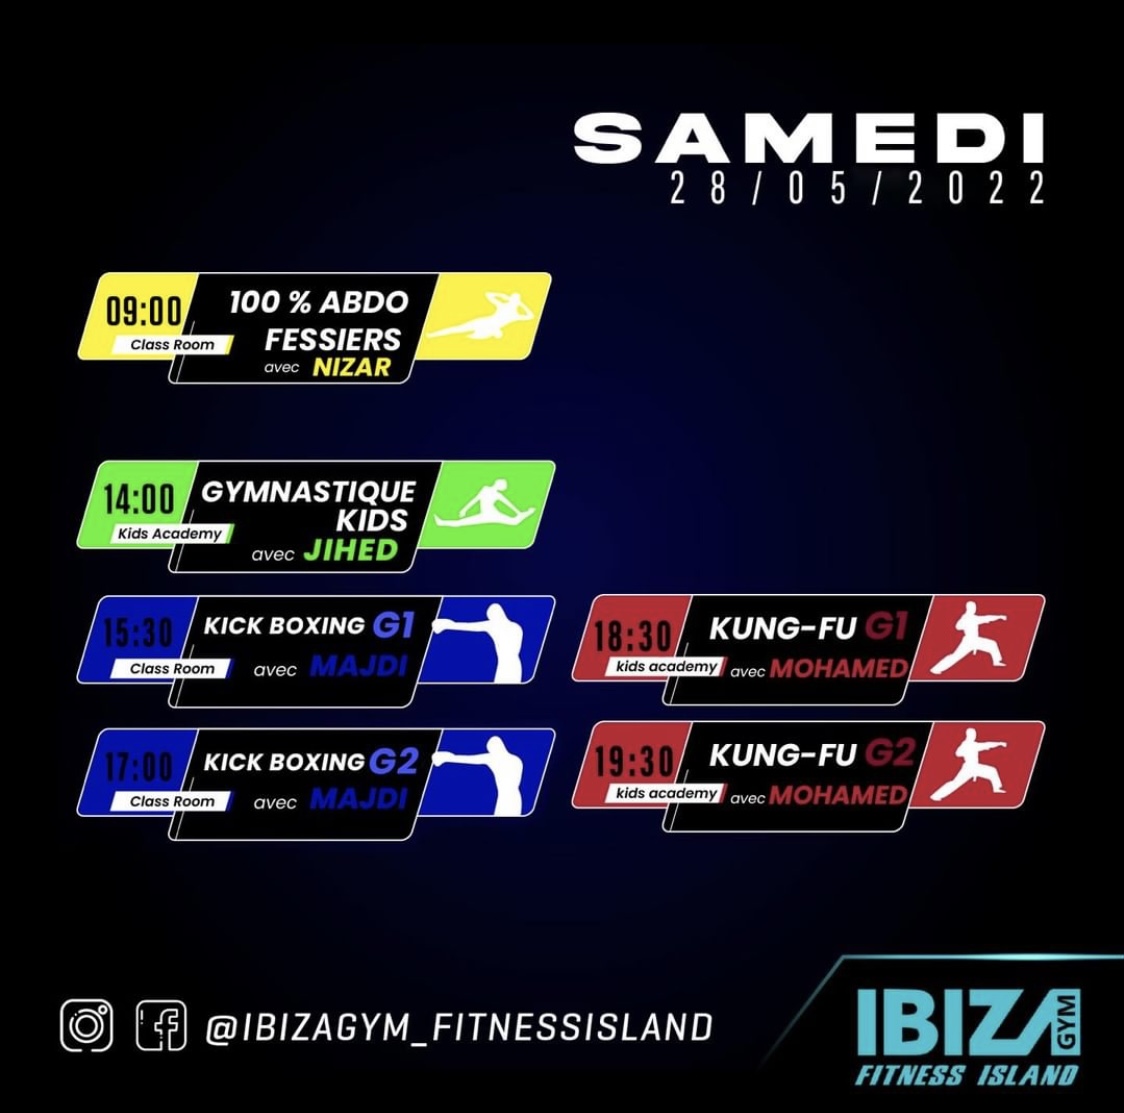 SAMEDI
28/05/2022
09:00
Class Room
100 % ABDO
FESSIERS
avec NIZAR
14:00
Kids Academy
GYMNASTIQUE
KIDS
avec JIHED
15:30
Class Room
KICK BOXING G1
avec MAJDI
17:00
Class Room
KICK BOXING G2
avec MAJDI
18:30
kids academy
KUNG-FU G1
avec MOHAMED
19:30
kids academy
KUNG-FU G2
avec MOHAMED
@IBIZAGYM_FITNESSISLAND
IBIZA GYM
FITNESS ISLAND